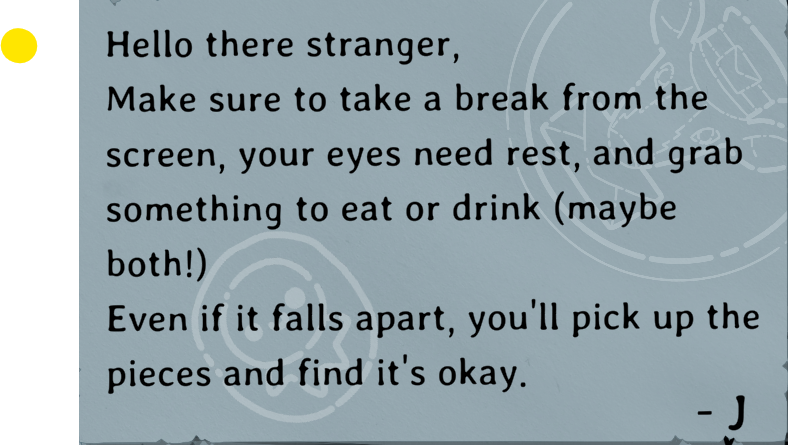 Hello there stranger,
Make sure to take a break from the
screen, your eyes need rest, and grab
something to eat or drink (maybe
both!)
Even if it falls apart, you'll pick up the
pieces and find it's okay.
- J